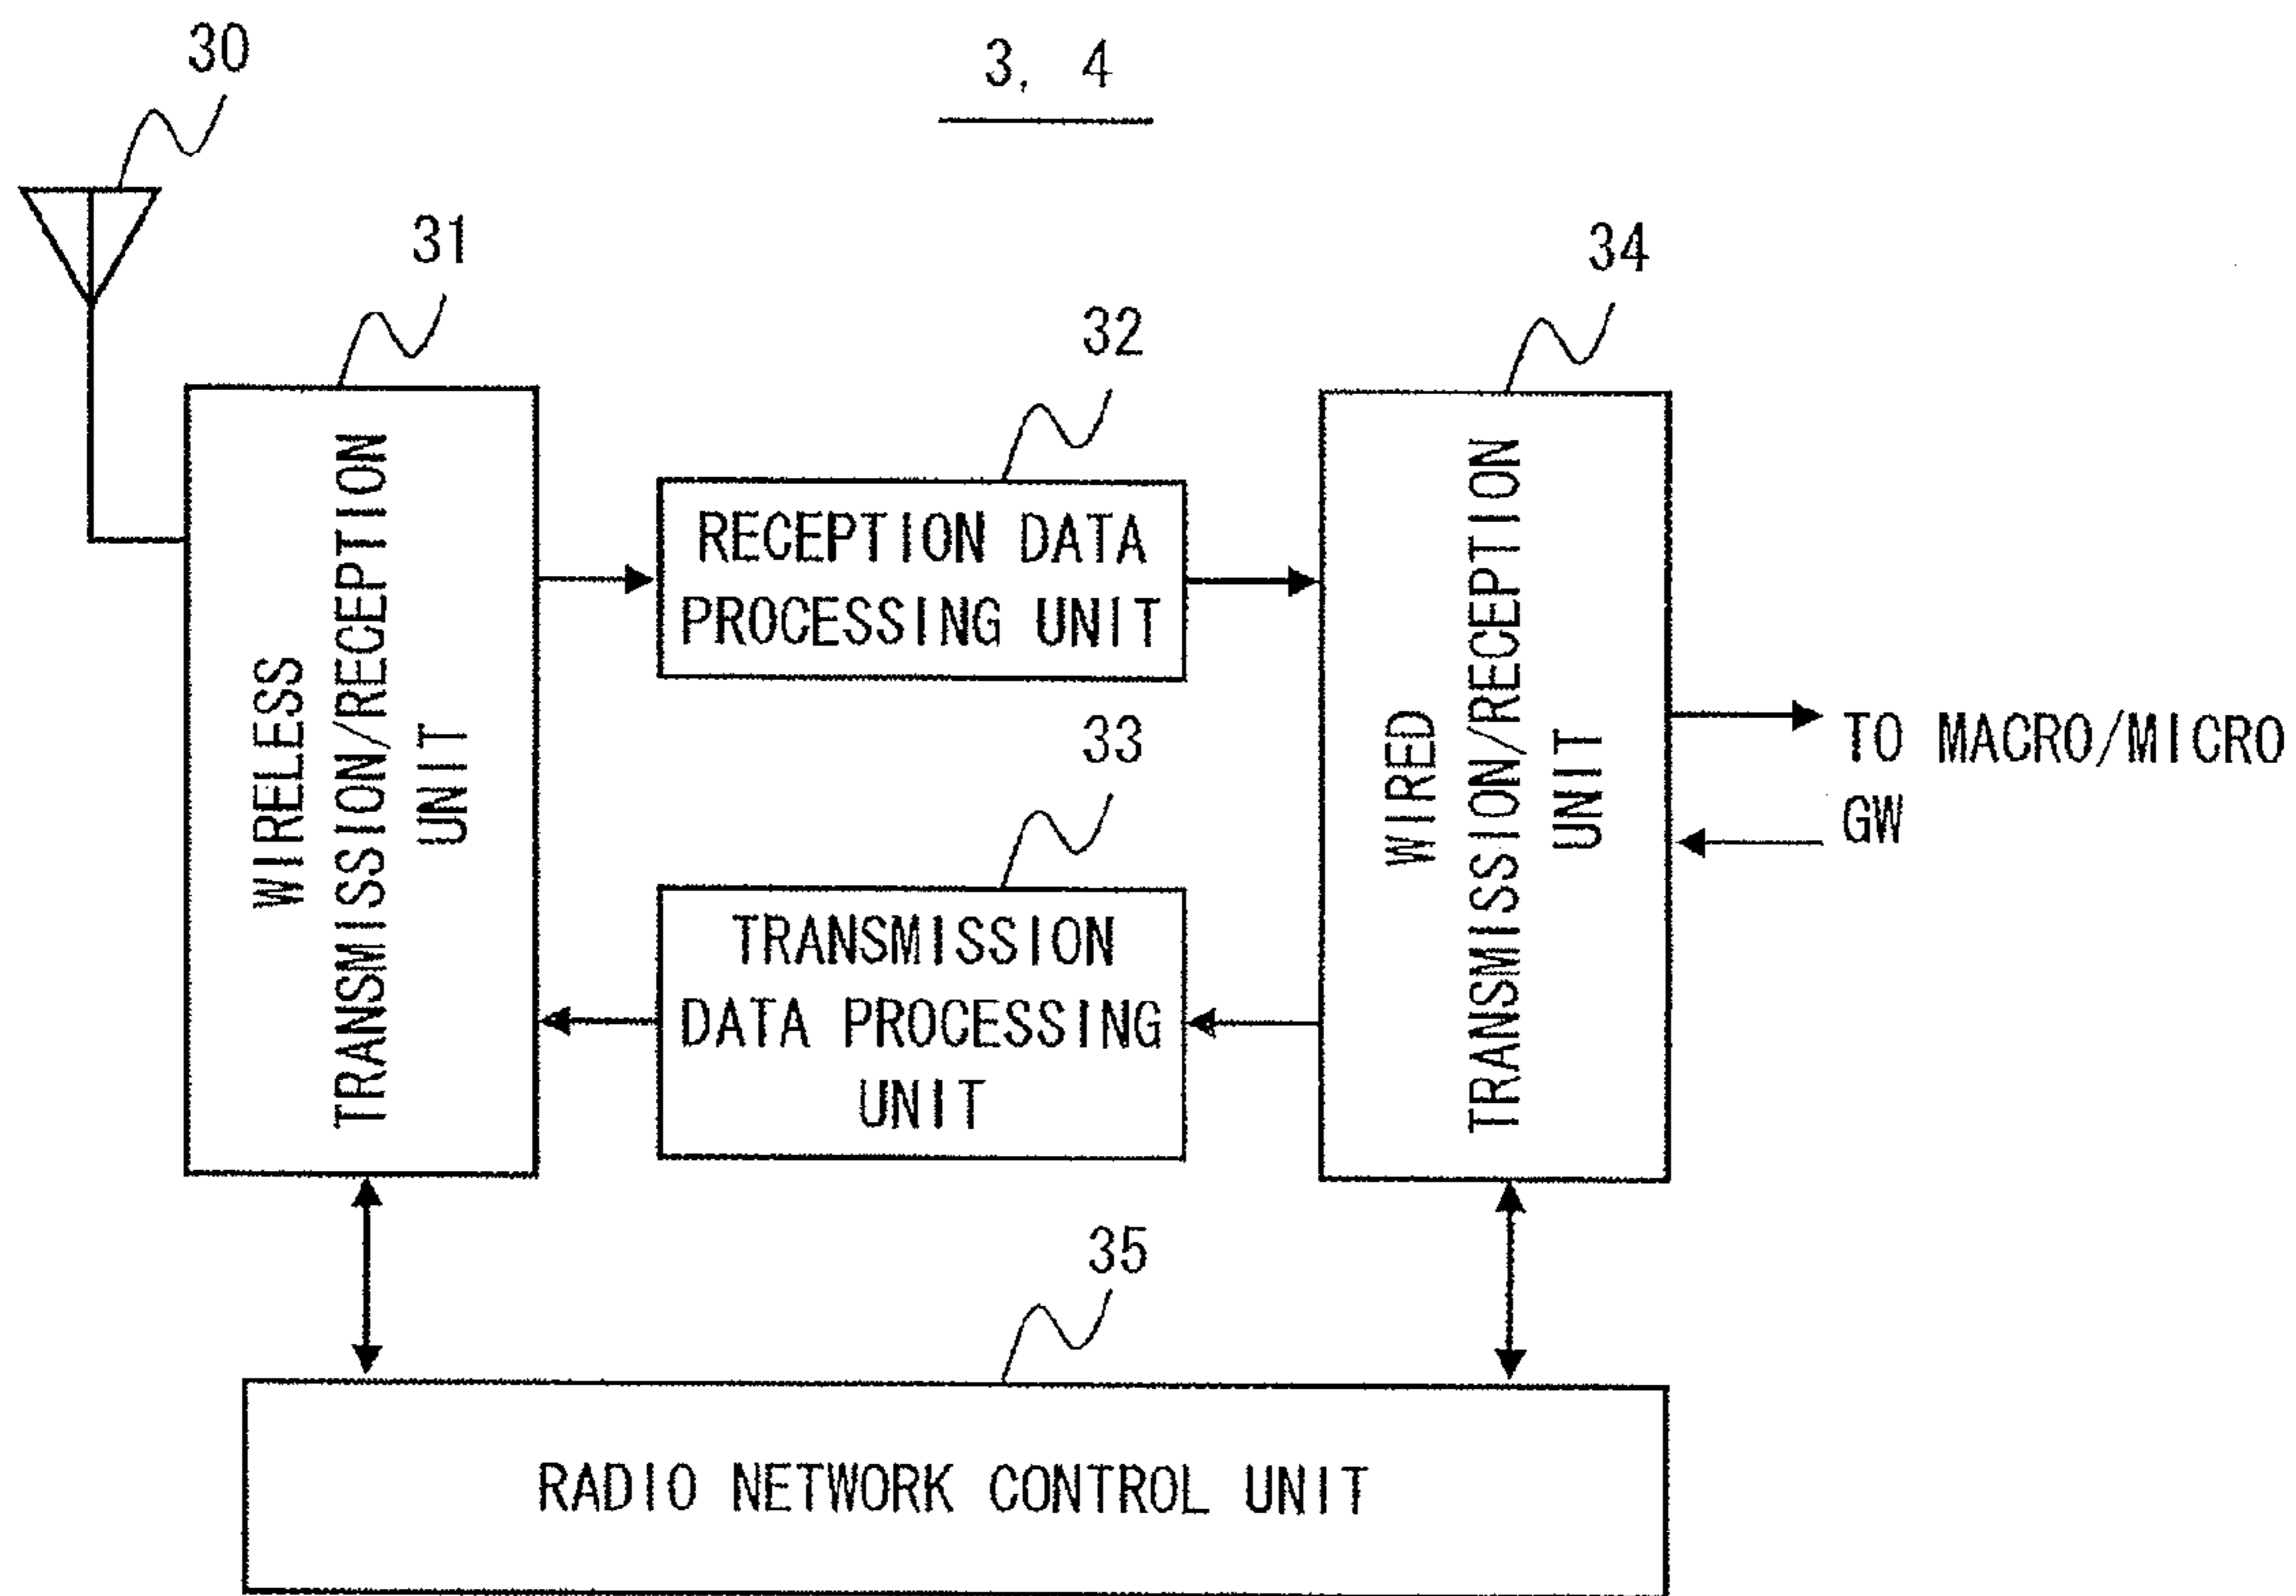 30
3, 4
31
34
32
WIRELESS
TRANSMISSION/RECEPTION
UNIT
RECEPTION DATA
PROCESSING UNIT
WIRED
TRANSMISSION/RECEPTION
UNIT
TO MACRO/MICRO
GW
33
TRANSMISSION
DATA PROCESSING
UNIT
35
RADIO NETWORK CONTROL UNIT